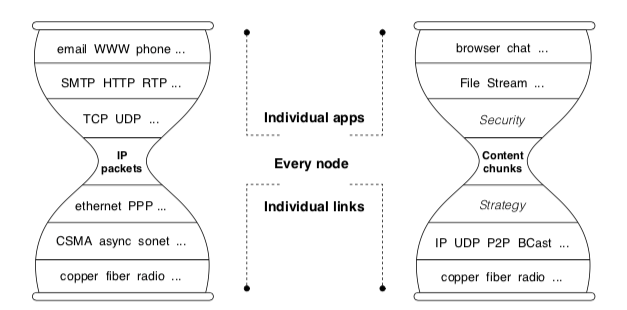 email WWW phone ...
SMTP HTTP RTP ...
TCP UDP ...
IP
packets
ethernet PPP ...
CSMA async sonet ...
copper fiber radio ...
Individual apps
Every node
Individual links
browser chat ...
File Stream ...
Security
Content
chunks
Strategy
IP UDP P2P BCast ...
copper fiber radio ...